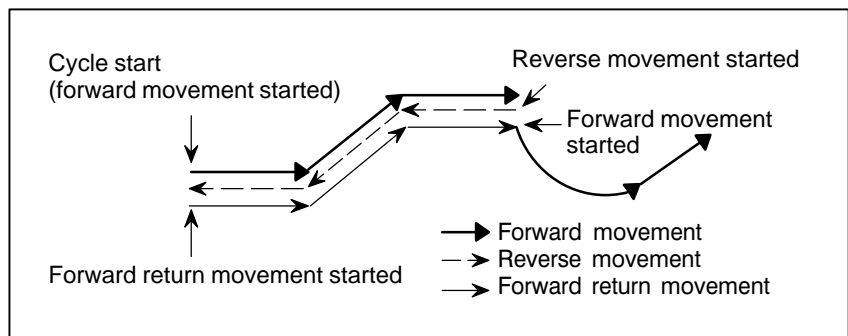 Cycle start
(forward movement started)
Reverse movement started
Forward movement
started
Forward return movement started
Forward movement
Reverse movement
Forward return movement